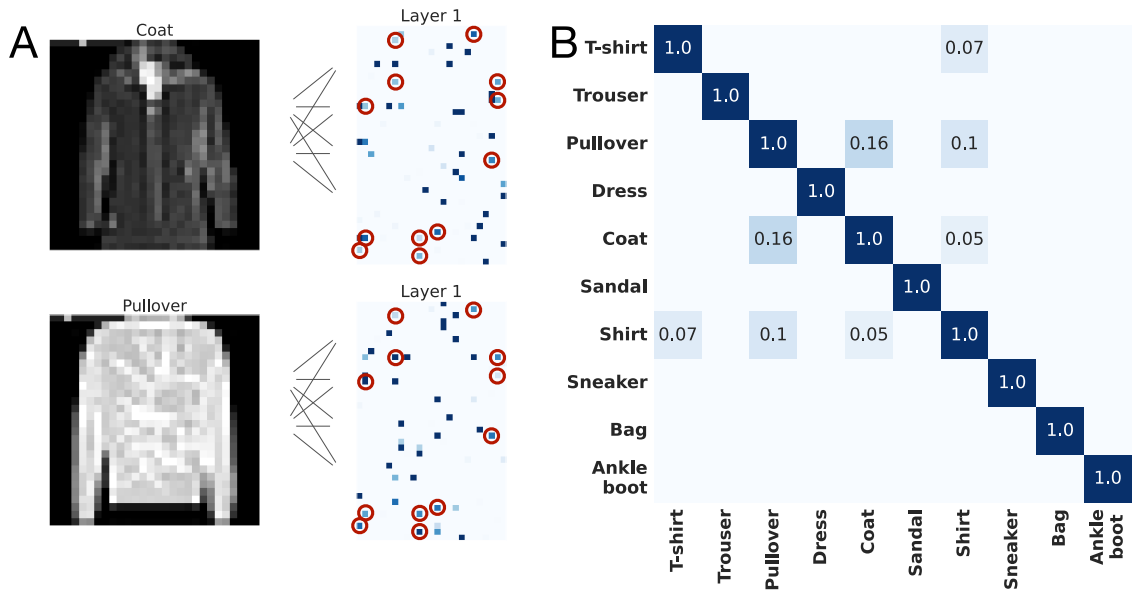 A
Coat
Layer 1
Pullover
Layer 1
B
T-shirt
1.0
0.07
Trouser
1.0
Pullover
1.0
0.16
0.1
Dress
1.0
Coat
0.16
1.0
0.05
Sandal
1.0
Shirt
0.07
0.1
0.05
1.0
Sneaker
1.0
Bag
1.0
Ankle
boot
1.0
T-shirt
Trouser
Pullover
Dress
Coat
Sandal
Shirt
Sneaker
Bag
Ankle
boot